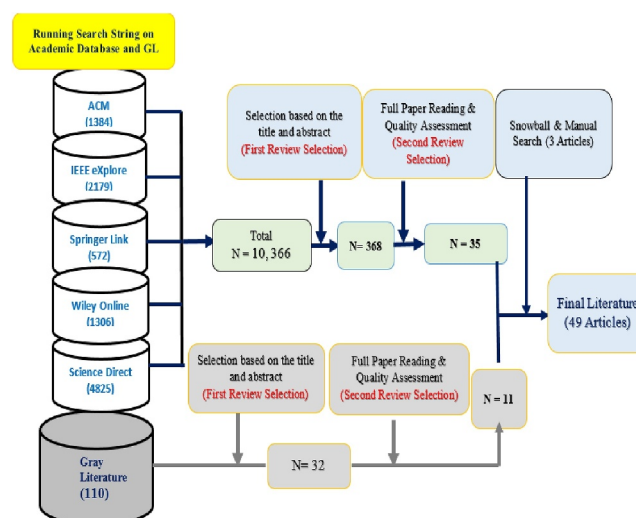 Running Search String on
Academic Database and GL
ACM
(1384)
IEEE eXplore
(2179)
Springer Link
(572)
Wiley Online
(1306)
Science Direct
(4825)
Gray
Literature
(110)
Selection based on the
title and abstract
(First Review Selection)
Full Paper Reading &
Quality Assessment
(Second Review
Selection)
Snowball & Manual
Search (3 Articles)
Total
N = 10, 366
N= 368
N = 35
Final Literature
(49 Articles)
Selection based on the title
and abstract
(First Review Selection)
Full Paper Reading &
Quality Assessment
(Second Review Selection)
N = 11
N= 32